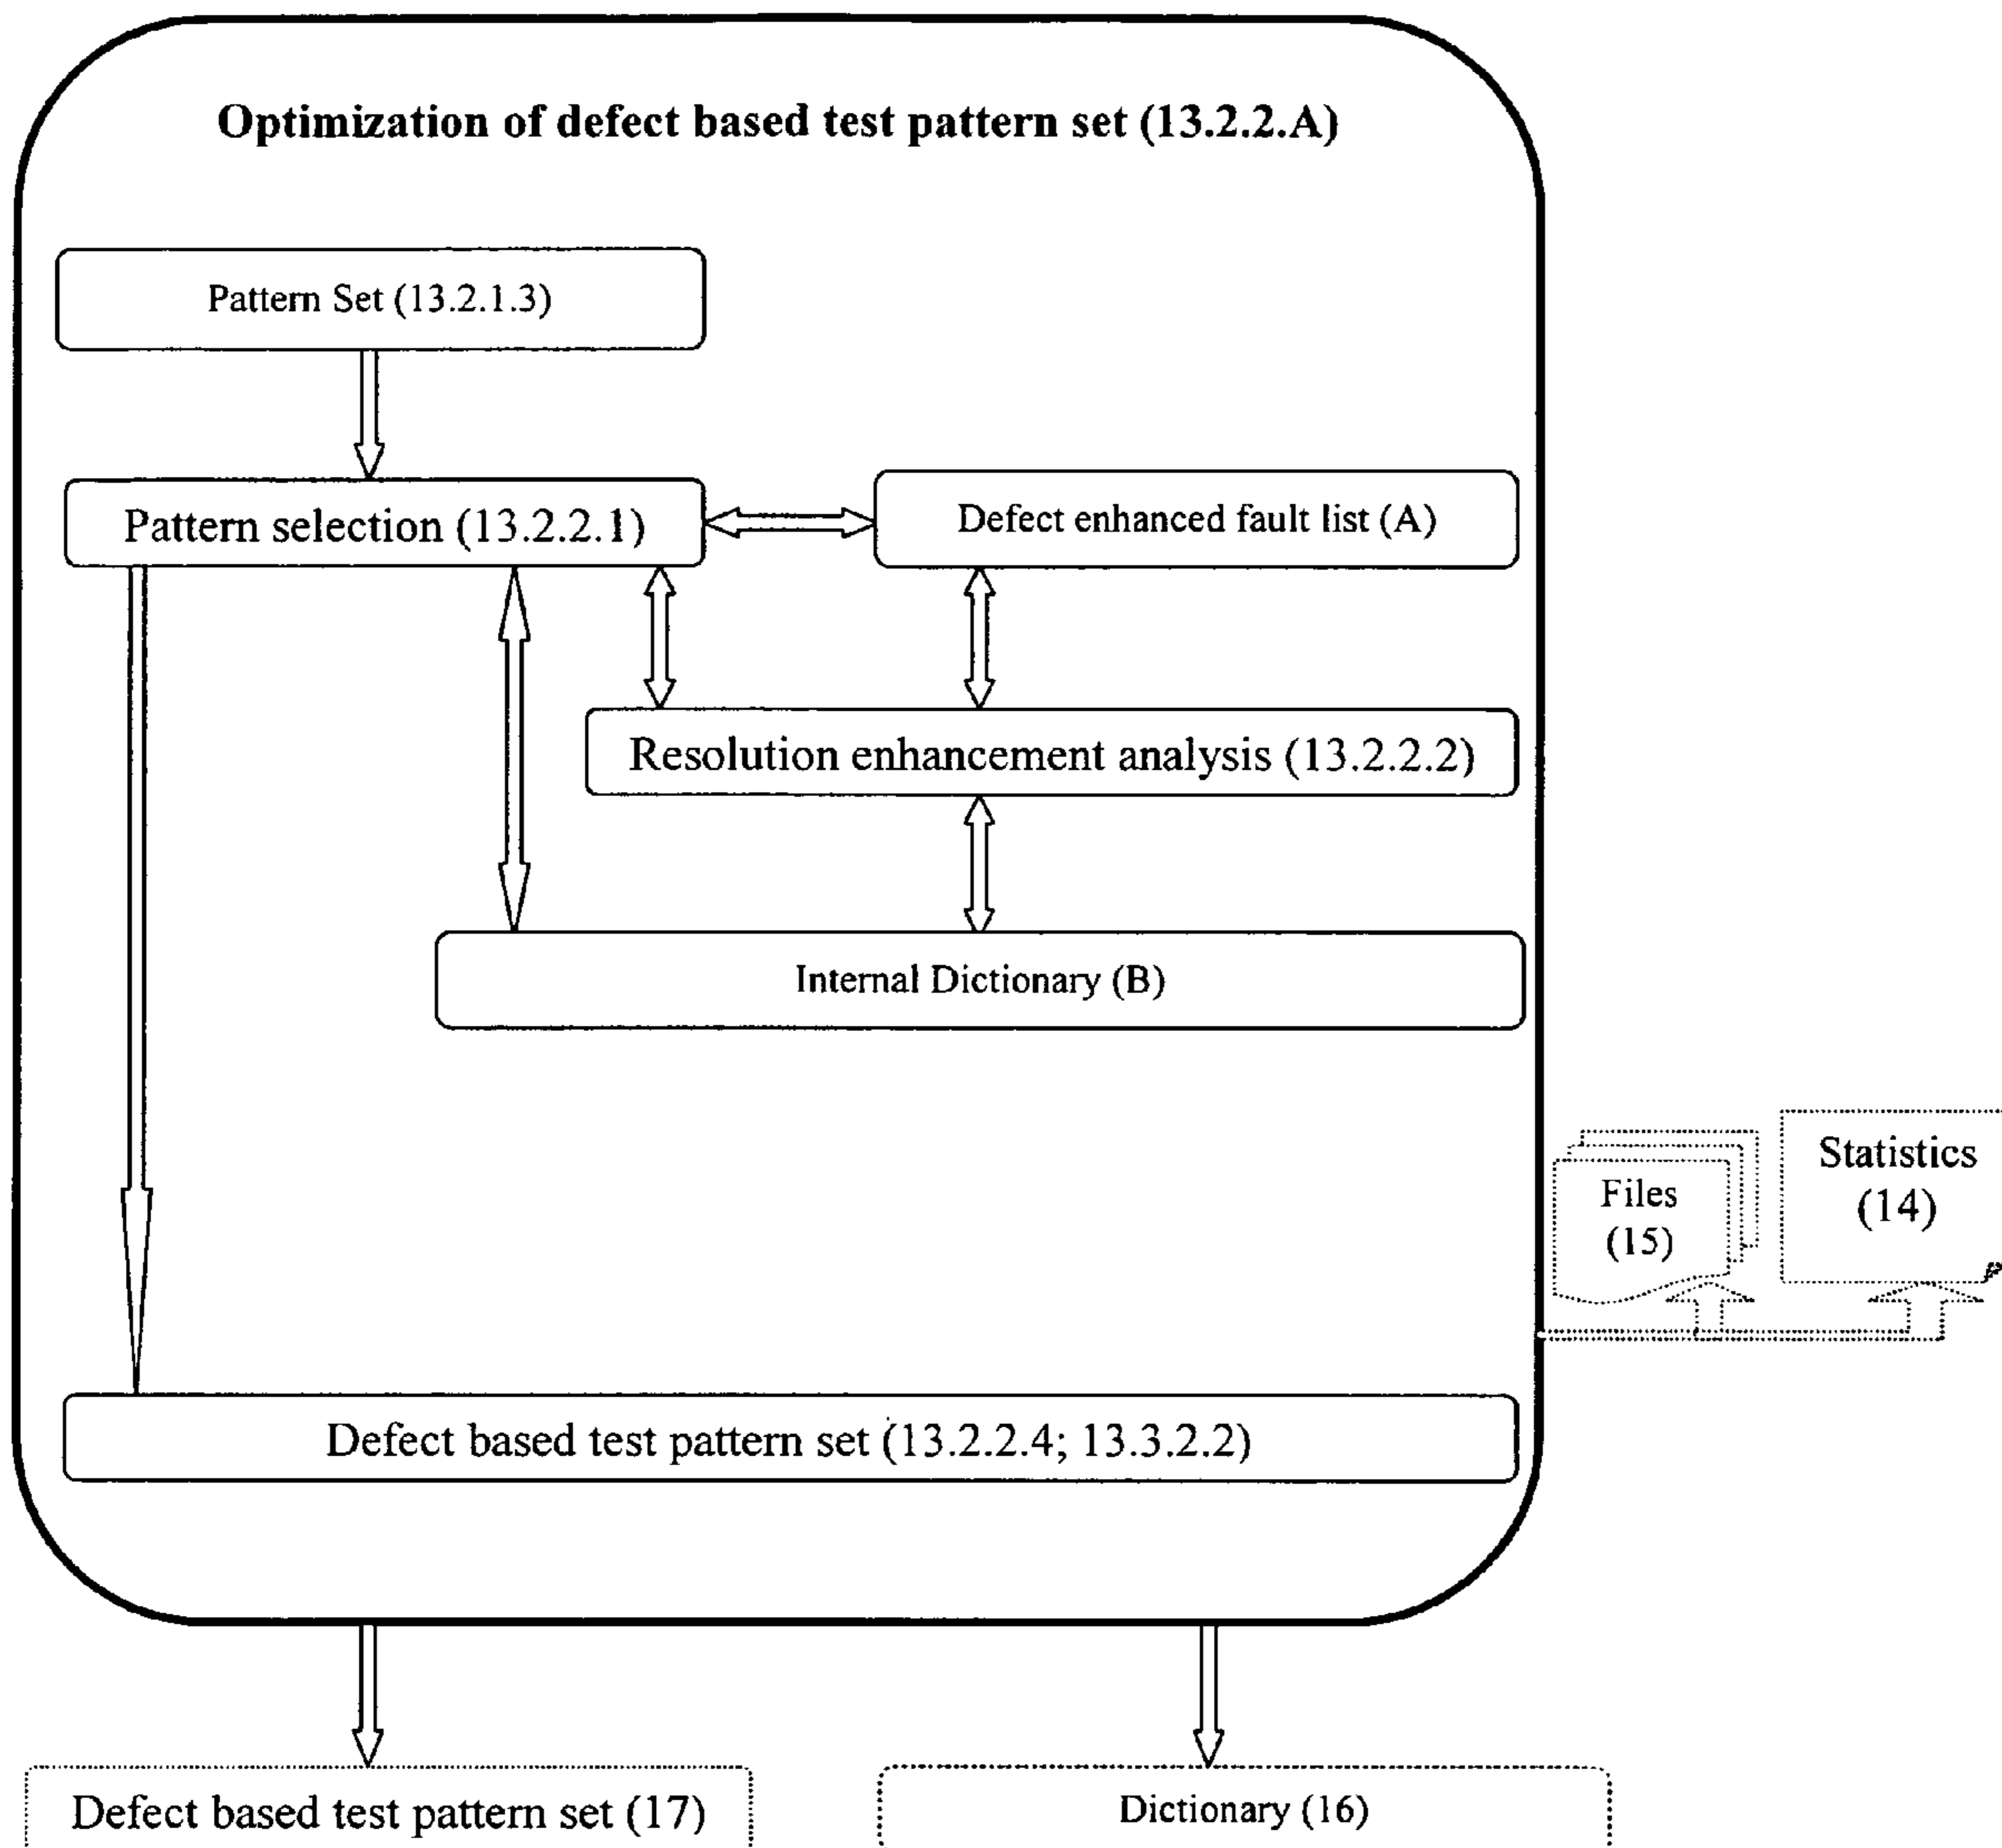 Optimization of defect based test pattern set (13.2.2.A)
Pattern Set (13.2.1.3)
Pattern selection (13.2.2.1)
Defect enhanced fault list (A)
Resolution enhancement analysis (13.2.2.2)
Internal Dictionary (B)
Files
(15)
Statistics
(14)
Defect based test pattern set (13.2.2.4; 13.3.2.2)
Defect based test pattern set (17)
Dictionary (16)